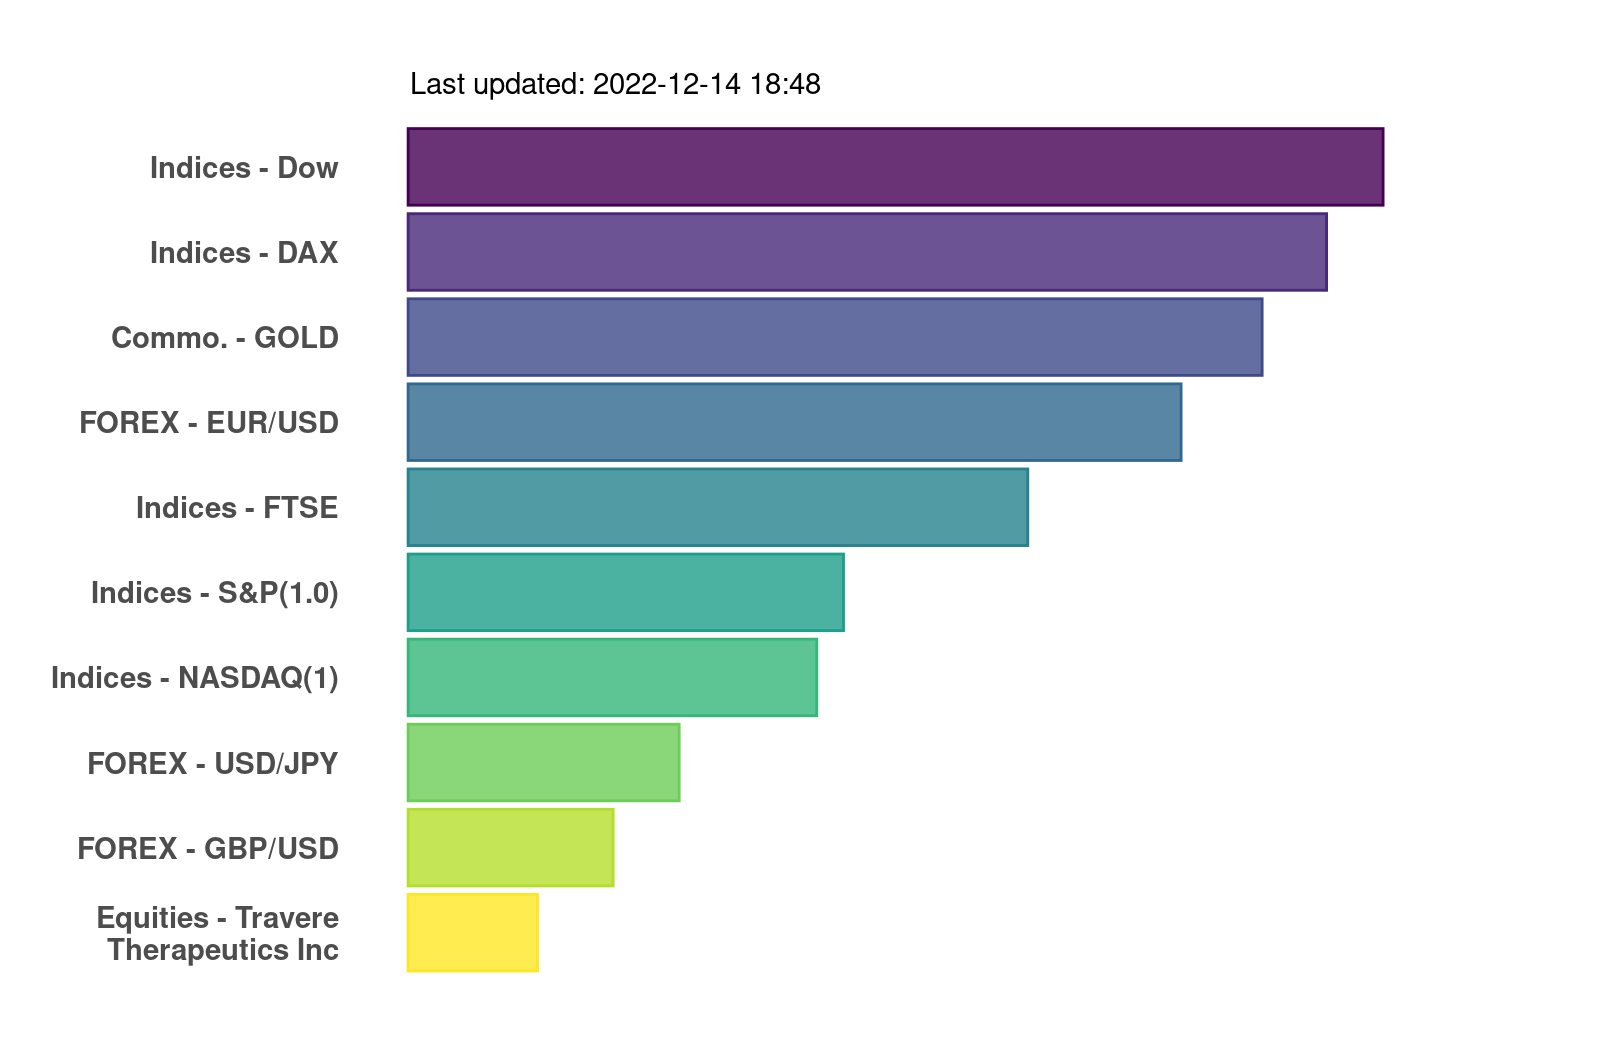 Last updated: 2022-12-14 18:48
Indices - Dow
Indices - DAX
Commo. - GOLD
FOREX - EUR/USD
Indices - FTSE
Indices - S&P(1.0)
Indices - NASDAQ(1)
FOREX - USD/JPY
FOREX - GBP/USD
Equities - Travere
Therapeutics Inc